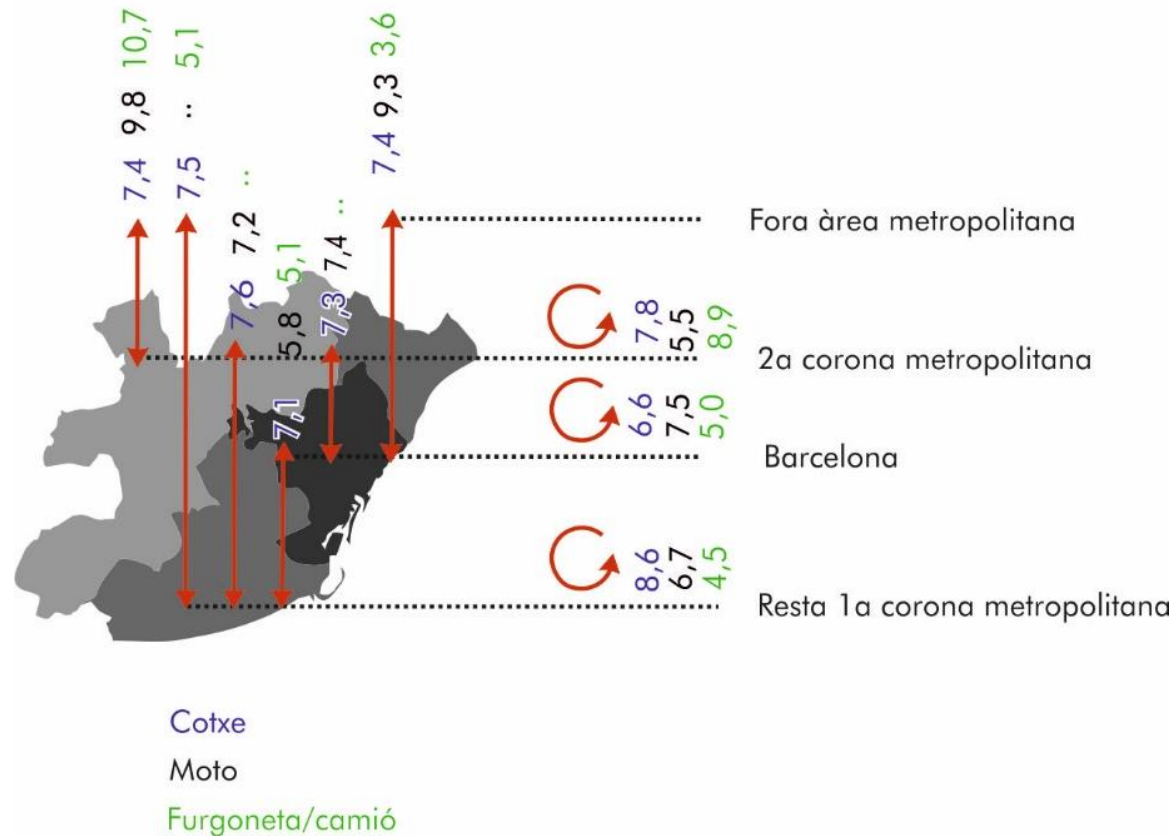 7,4 9,8 10,7
7,5 .. 5,1
7,6 7,2 ..
7,1 5,8 5,1
7,3 7,4 ..
7,4 9,3 3,6
Fora àrea metropolitana
7,8
5,5
8,9
2a corona metropolitana
6,6
7,5
5,0
Barcelona
8,6
6,7
4,5
Resta 1a corona metropolitana
Cotxe
Moto
Furgoneta/camió